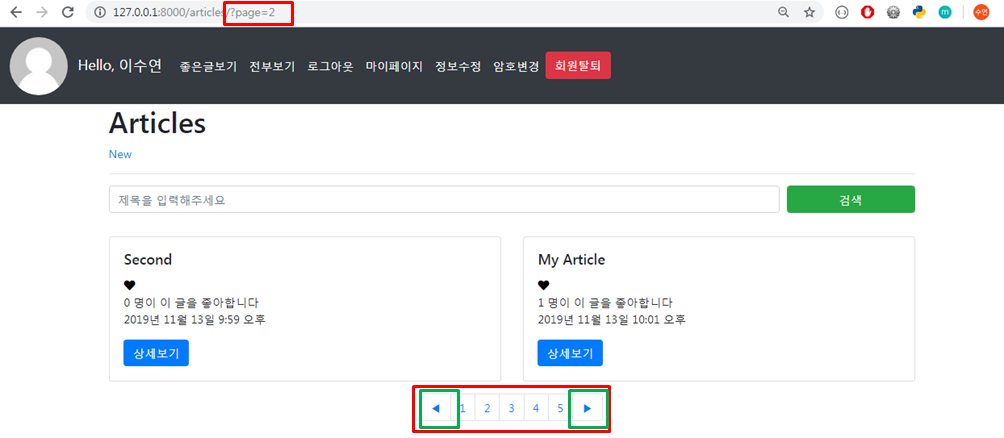 127.0.0.1:8000/articles/?page=2
수연
Hello, 이수연 좋은글보기 전부보기 로그아웃 마이페이지 정보수정 암호변경 회원탈퇴
Articles
New
제목을 입력해주세요 검색
Second
0 명이 이 글을 좋아합니다
2019년 11월 13일 9:59 오후
상세보기
My Article
1 명이 이 글을 좋아합니다
2019년 11월 13일 10:01 오후
상세보기
◀ 1 2 3 4 5 ▶